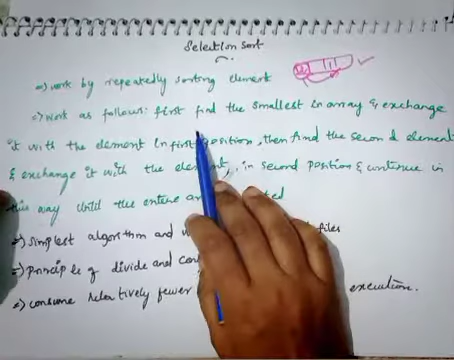 Selection Sort
=> work by repeatedly sorting element
=> work as follows: first find the smallest in array & exchange
it with the element in first position, then find the second element
& exchange it with the element, in second position & continue in
this way until the entire
=> simplest algorithm and files
=> principle of divide and
=> consume relatively fewer execution.